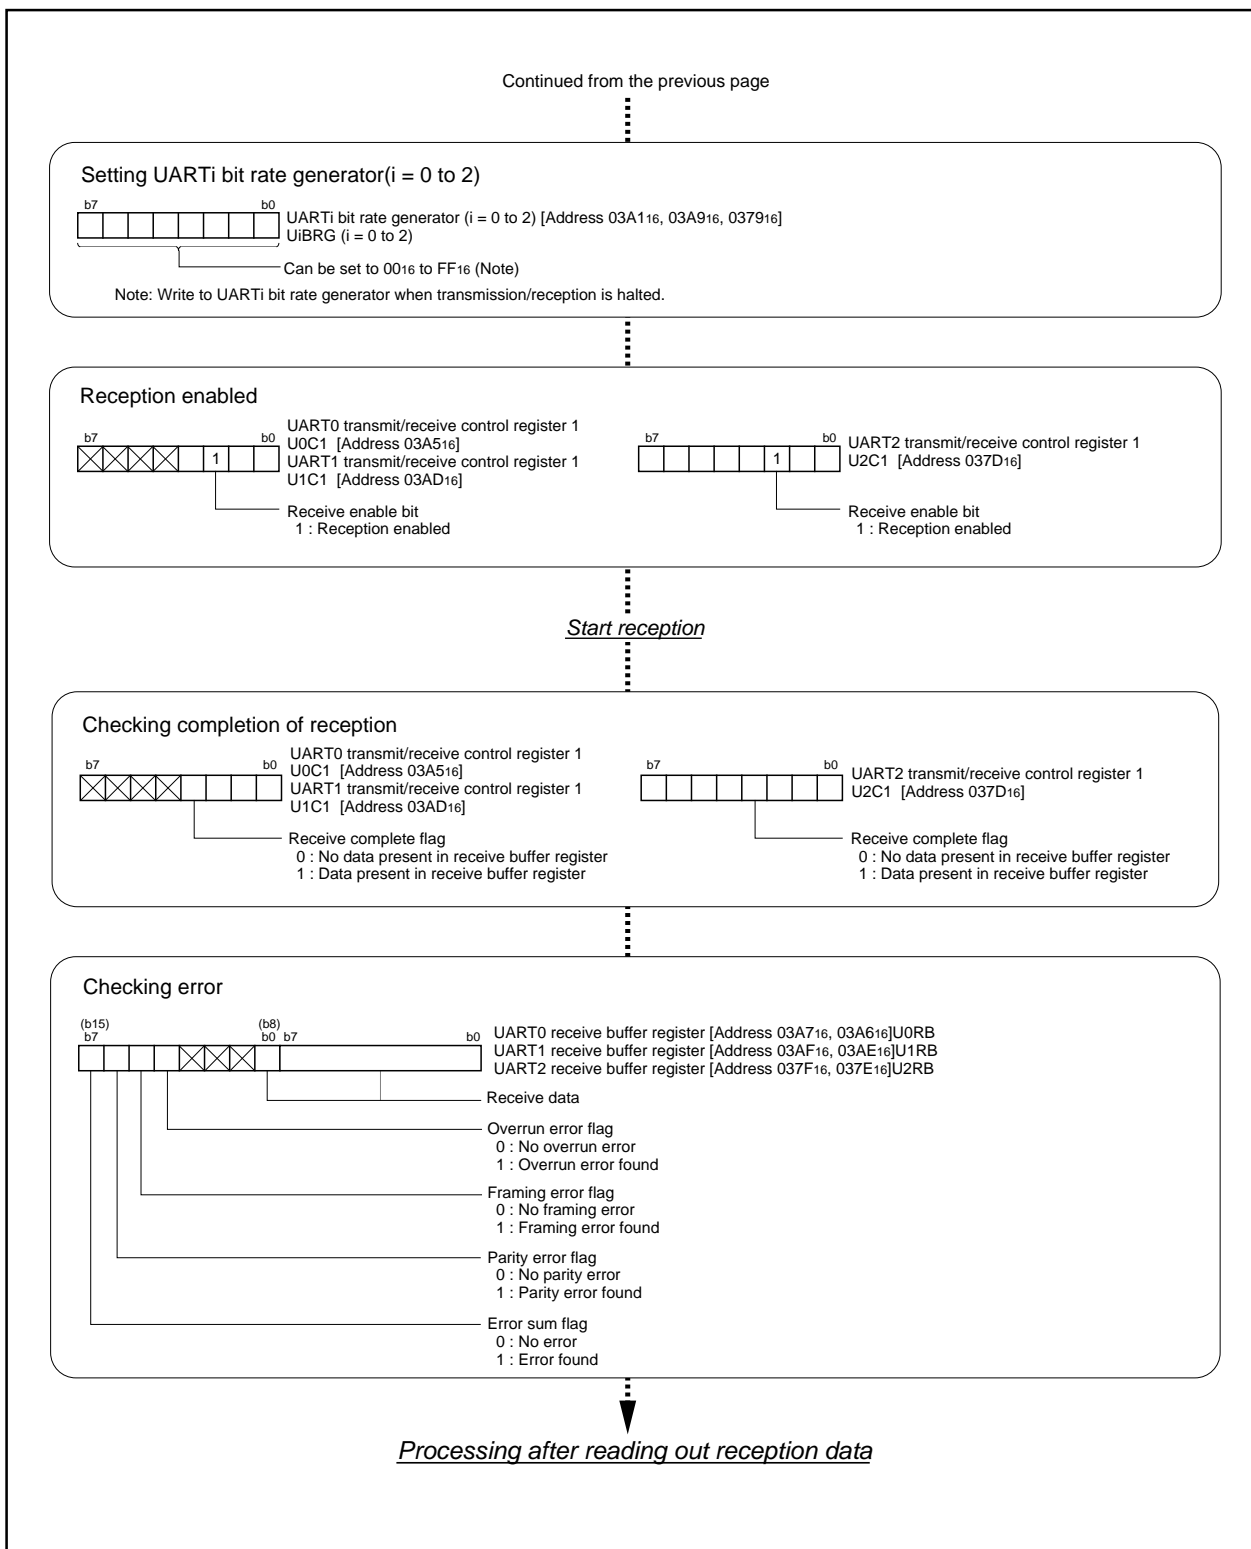 Continued from the previous page
Setting UARTi bit rate generator(i = 0 to 2)
b7 b0
UARTi bit rate generator (i = 0 to 2) [Address 03A116, 03A916, 037916]
UiBRG (i = 0 to 2)
Can be set to 0016 to FF16 (Note)
Note: Write to UARTi bit rate generator when transmission/reception is halted.
Reception enabled
b7 b0
1
UART0 transmit/receive control register 1
U0C1 [Address 03A516]
UART1 transmit/receive control register 1
U1C1 [Address 03AD16]
Receive enable bit
1 : Reception enabled
b7 b0
1
UART2 transmit/receive control register 1
U2C1 [Address 037D16]
Receive enable bit
1 : Reception enabled
Start reception
Checking completion of reception
b7 b0
UART0 transmit/receive control register 1
U0C1 [Address 03A516]
UART1 transmit/receive control register 1
U1C1 [Address 03AD16]
Receive complete flag
0 : No data present in receive buffer register
1 : Data present in receive buffer register
b7 b0
UART2 transmit/receive control register 1
U2C1 [Address 037D16]
Receive complete flag
0 : No data present in receive buffer register
1 : Data present in receive buffer register
Checking error
(b15) (b8)
b7 b0 b7 b0
UART0 receive buffer register [Address 03A716, 03A616]U0RB
UART1 receive buffer register [Address 03AF16, 03AE16]U1RB
UART2 receive buffer register [Address 037F16, 037E16]U2RB
Receive data
Overrun error flag
0 : No overrun error
1 : Overrun error found
Framing error flag
0 : No framing error
1 : Framing error found
Parity error flag
0 : No parity error
1 : Parity error found
Error sum flag
0 : No error
1 : Error found
Processing after reading out reception data